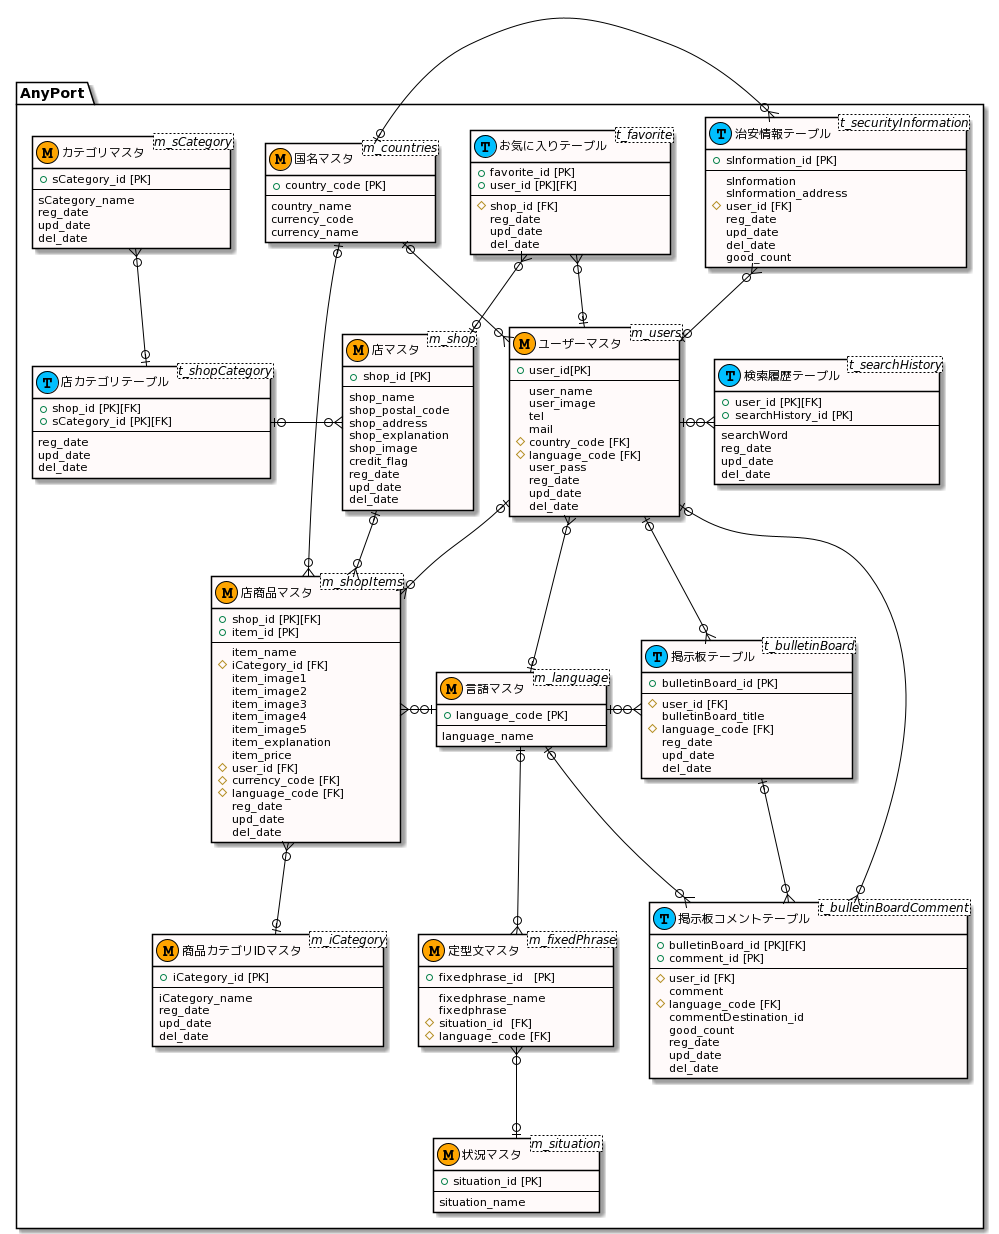 AnyPort
M カテゴリマスタ
m_sCategory
sCategory_id [PK]
sCategory_name
reg_date
upd_date
del_date
M 国名マスタ
m_countries
country_code [PK]
country_name
currency_code
currency_name
T お気に入りテーブル
t_favorite
favorite_id [PK]
user_id [PK][FK]
shop_id [FK]
reg_date
upd_date
del_date
T 治安情報テーブル
t_securityInformation
sInformation_id [PK]
sInformation
sInformation_address
user_id [FK]
reg_date
upd_date
del_date
good_count
T 店カテゴリテーブル
t_shopCategory
shop_id [PK][FK]
sCategory_id [PK][FK]
reg_date
upd_date
del_date
M 店マスタ
m_shop
shop_id [PK]
shop_name
shop_postal_code
shop_address
shop_explanation
shop_image
credit_flag
reg_date
upd_date
del_date
M ユーザーマスタ
m_users
user_id[PK]
user_name
user_image
tel
mail
country_code [FK]
language_code [FK]
user_pass
reg_date
upd_date
del_date
T 検索履歴テーブル
t_searchHistory
user_id [PK][FK]
searchHistory_id [PK]
searchWord
reg_date
upd_date
del_date
M 店商品マスタ
m_shopItems
shop_id [PK][FK]
item_id [PK]
item_name
iCategory_id [FK]
item_image1
item_image2
item_image3
item_image4
item_image5
item_explanation
item_price
user_id [FK]
currency_code [FK]
language_code [FK]
reg_date
upd_date
del_date
M 言語マスタ
m_language
language_code [PK]
language_name
T 掲示板テーブル
t_bulletinBoard
bulletinBoard_id [PK]
user_id [FK]
bulletinBoard_title
language_code [FK]
reg_date
upd_date
del_date
M 商品カテゴリIDマスタ
m_iCategory
iCategory_id [PK]
iCategory_name
reg_date
upd_date
del_date
M 定型文マスタ
m_fixedPhrase
fixedphrase_id [PK]
fixedphrase_name
fixedphrase
situation_id [FK]
language_code [FK]
T 掲示板コメントテーブル
t_bulletinBoardComment
bulletinBoard_id [PK][FK]
comment_id [PK]
user_id [FK]
comment
language_code [FK]
commentDestination_id
good_count
reg_date
upd_date
del_date
M 状況マスタ
m_situation
situation_id [PK]
situation_name